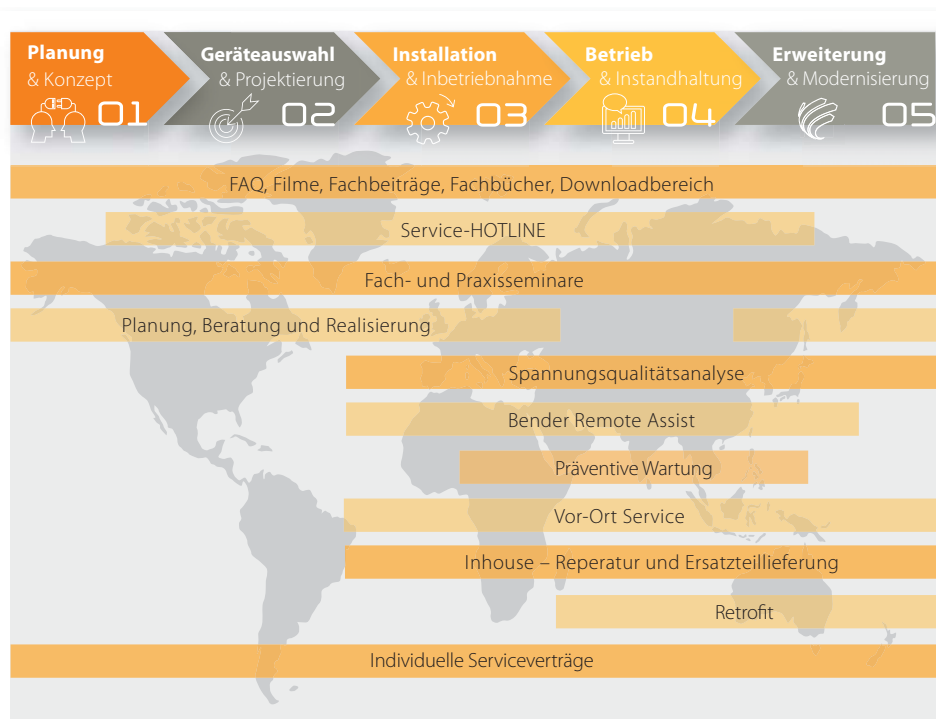 Planung
& Konzept
01
Geräteauswahl
& Projektierung
02
Installation
& Inbetriebnahme
03
Betrieb
& Instandhaltung
04
Erweiterung
& Modernisierung
05
FAQ, Filme, Fachbeiträge, Fachbücher, Downloadbereich
Service-HOTLINE
Fach- und Praxisseminare
Planung, Beratung und Realisierung
Spannungsqualitätsanalyse
Bender Remote Assist
Präventive Wartung
Vor-Ort Service
Inhouse – Reperatur und Ersatzteillieferung
Retrofit
Individuelle Serviceverträge